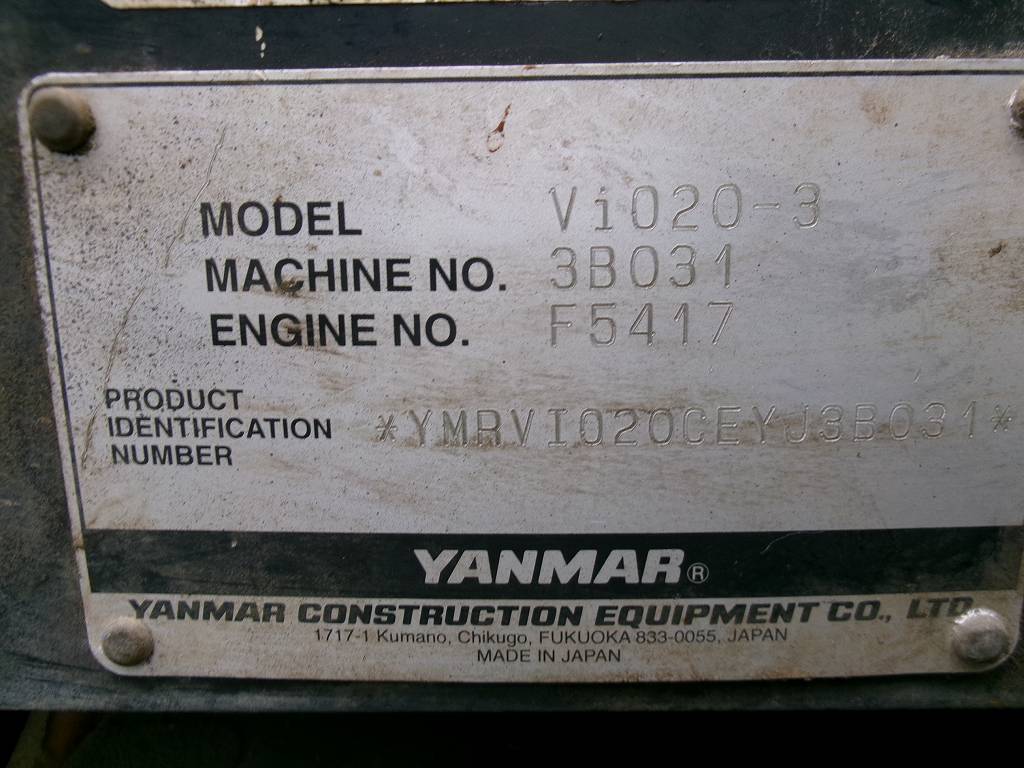 MODEL Vi020-3
MACHINE NO. 3B031
ENGINE NO. F5417
PRODUCT
IDENTIFICATION
NUMBER
*YMRVI020CEYJ3B031*
YANMAR®
YANMAR CONSTRUCTION EQUIPMENT CO., LTD.
1717-1 Kumano, Chikugo, FUKUOKA 833-0055, JAPAN
MADE IN JAPAN